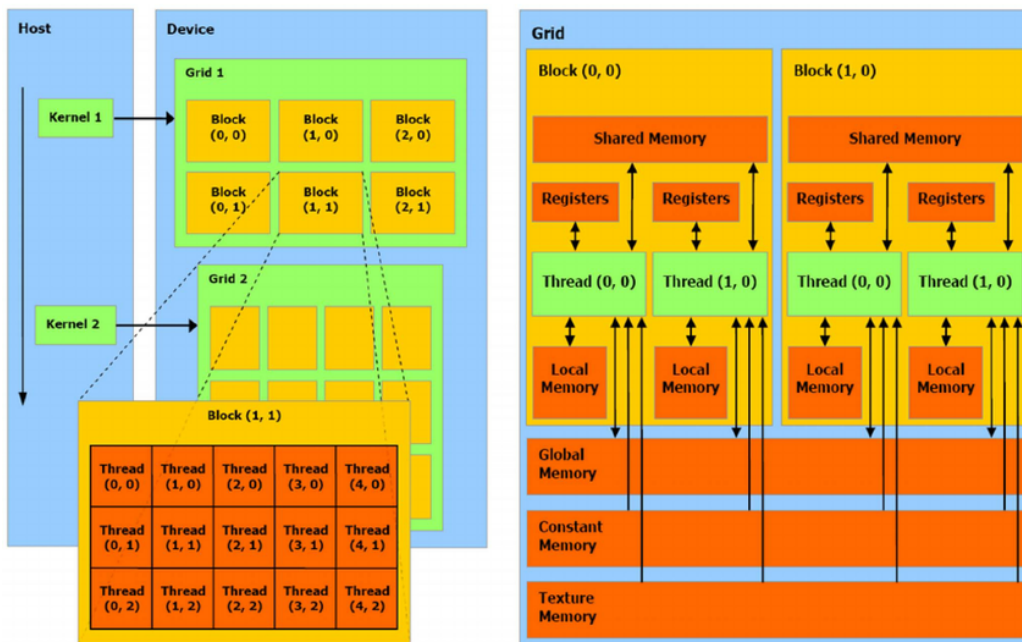 Host
Device
Grid 1
Kernel 1
Block
(0, 0)
Block
(1, 0)
Block
(2, 0)
Block
(0, 1)
Block
(1, 1)
Block
(2, 1)
Grid 2
Kernel 2
Block (1, 1)
Thread
(0, 0)
Thread
(1, 0)
Thread
(2, 0)
Thread
(3, 0)
Thread
(4, 0)
Thread
(0, 1)
Thread
(1, 1)
Thread
(2, 1)
Thread
(3, 1)
Thread
(4, 1)
Thread
(0, 2)
Thread
(1, 2)
Thread
(2, 2)
Thread
(3, 2)
Thread
(4, 2)
Grid
Block (0, 0)
Shared Memory
Registers
Registers
Thread (0, 0)
Thread (1, 0)
Local
Memory
Local
Memory
Block (1, 0)
Shared Memory
Registers
Registers
Thread (0, 0)
Thread (1, 0)
Local
Memory
Local
Memory
Global
Memory
Constant
Memory
Texture
Memory